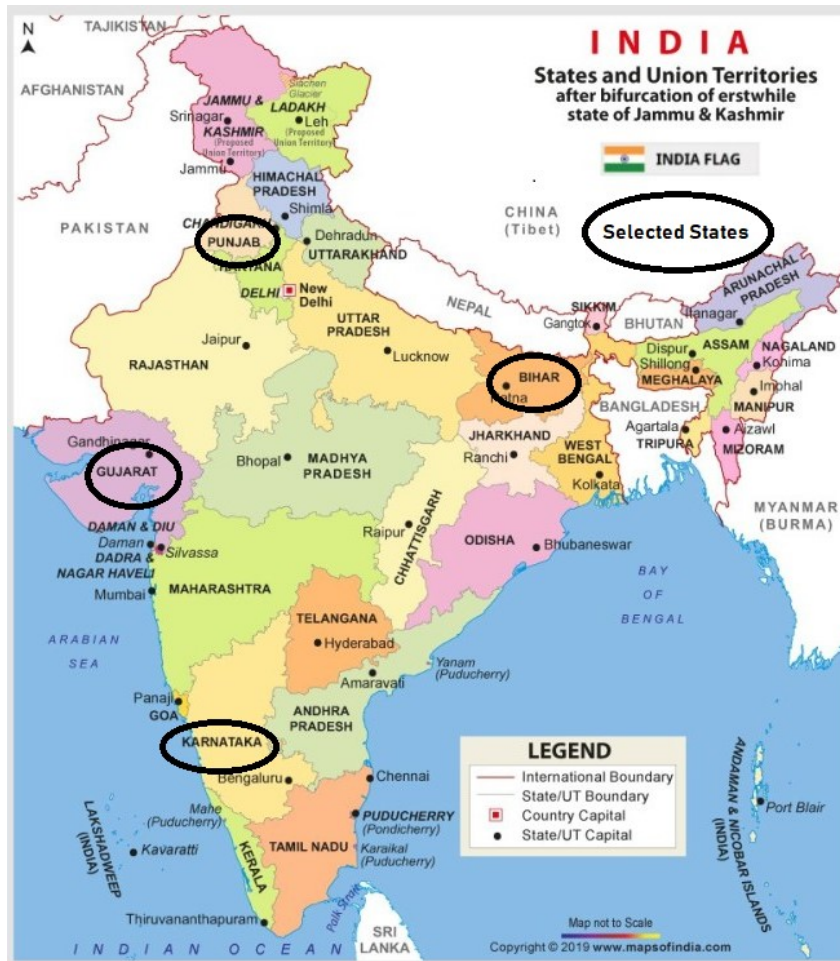 N
TAJIKISTAN
AFGHANISTAN
INDIA
States and Union Territories
after bifurcation of erstwhile
state of Jammu & Kashmir
INDIA FLAG
Siachen
Glacier
JAMMU &
KASHMIR
(Proposed
Union Territory)
Srinagar
Jammu
LADAKH
Leh
(Proposed
Union Territory)
HIMACHAL
PRADESH
Shimla
PAKISTAN
CHANDIGARH
PUNJAB
Dehradun
UTTARAKHAND
HARYANA
DELHI
New
Delhi
CHINA
(Tibet)
Selected States
ARUNACHAL
PRADESH
Itanagar
NEPAL
SIKKIM
Gangtok
BHUTAN
ASSAM
Dispur
Shillong
MEGHALAYA
NAGALAND
Kohima
Imphal
MANIPUR
Jaipur
RAJASTHAN
UTTAR
PRADESH
Lucknow
BIHAR
Patna
BANGLADESH
Agartala
TRIPURA
Aizawl
MIZORAM
Gandhinagar
GUJARAT
Bhopal
MADHYA
PRADESH
JHARKHAND
Ranchi
WEST
BENGAL
Kolkata
MYANMAR
(BURMA)
DAMAN & DIU
Daman
DADRA &
NAGAR HAVELI
Silvassa
Mumbai
MAHARASHTRA
Raipur
CHHATTISGARH
ODISHA
Bhubaneswar
BAY
OF
BENGAL
ARABIAN
SEA
TELANGANA
Hyderabad
Yanam
(Puducherry)
Amaravati
Panaji
GOA
ANDHRA
PRADESH
KARNATAKA
Bengaluru
Chennai
Mahe
(Puducherry)
PUDUCHERRY
(Pondicherry)
Karaikal
(Puducherry)
LAKSHADWEEP
(INDIA)
Kavaratti
KERALA
TAMIL NADU
Thiruvananthapuram
Palk Strait
SRI
LANKA
INDIAN OCEAN
LEGEND
International Boundary
State/UT Boundary
Country Capital
State/UT Capital
ANDAMAN & NICOBAR ISLANDS
(INDIA)
Port Blair
Map not to Scale
Copyright © 2019 www.mapsofindia.com